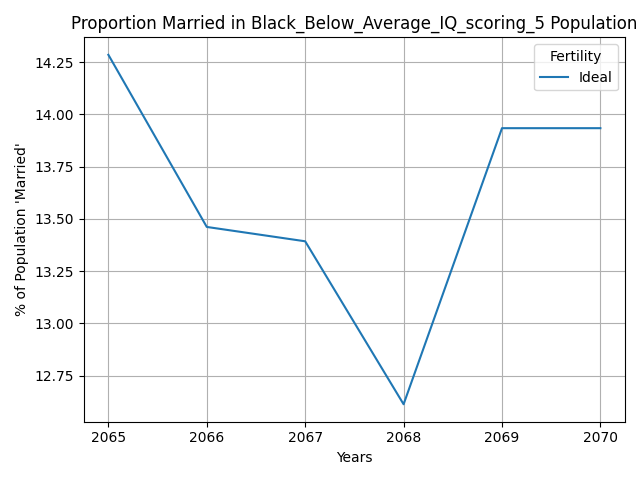 Proportion Married in Black_Below_Average_IQ_scoring_5 Population
Fertility
Ideal
% of Population 'Married'
14.25
14.00
13.75
13.50
13.25
13.00
12.75
2065 2066 2067 2068 2069 2070
Years